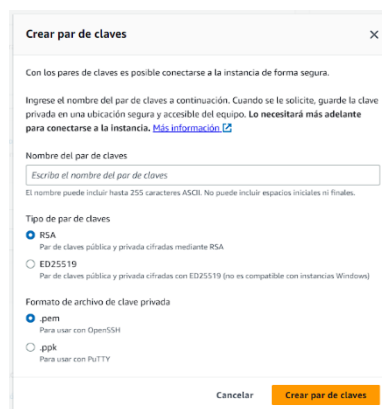 Crear par de claves
Con los pares de claves es posible conectarse a la instancia de forma segura.
Ingrese el nombre del par de claves a continuación. Cuando se le solicite, guarde la clave
privada en una ubicación segura y accesible del equipo. Lo necesitará más adelante
para conectarse a la instancia. Más información
Nombre del par de claves
Escriba el nombre del par de claves
El nombre puede incluir hasta 255 caracteres ASCII. No puede incluir espacios iniciales ni finales.
Tipo de par de claves
RSA
Par de claves pública y privada cifradas mediante RSA
ED25519
Par de claves pública y privada cifradas con ED25519 (no es compatible con instancias Windows)
Formato de archivo de clave privada
.pem
Para usar con OpenSSH
.ppk
Para usar con PuTTY
Cancelar
Crear par de claves